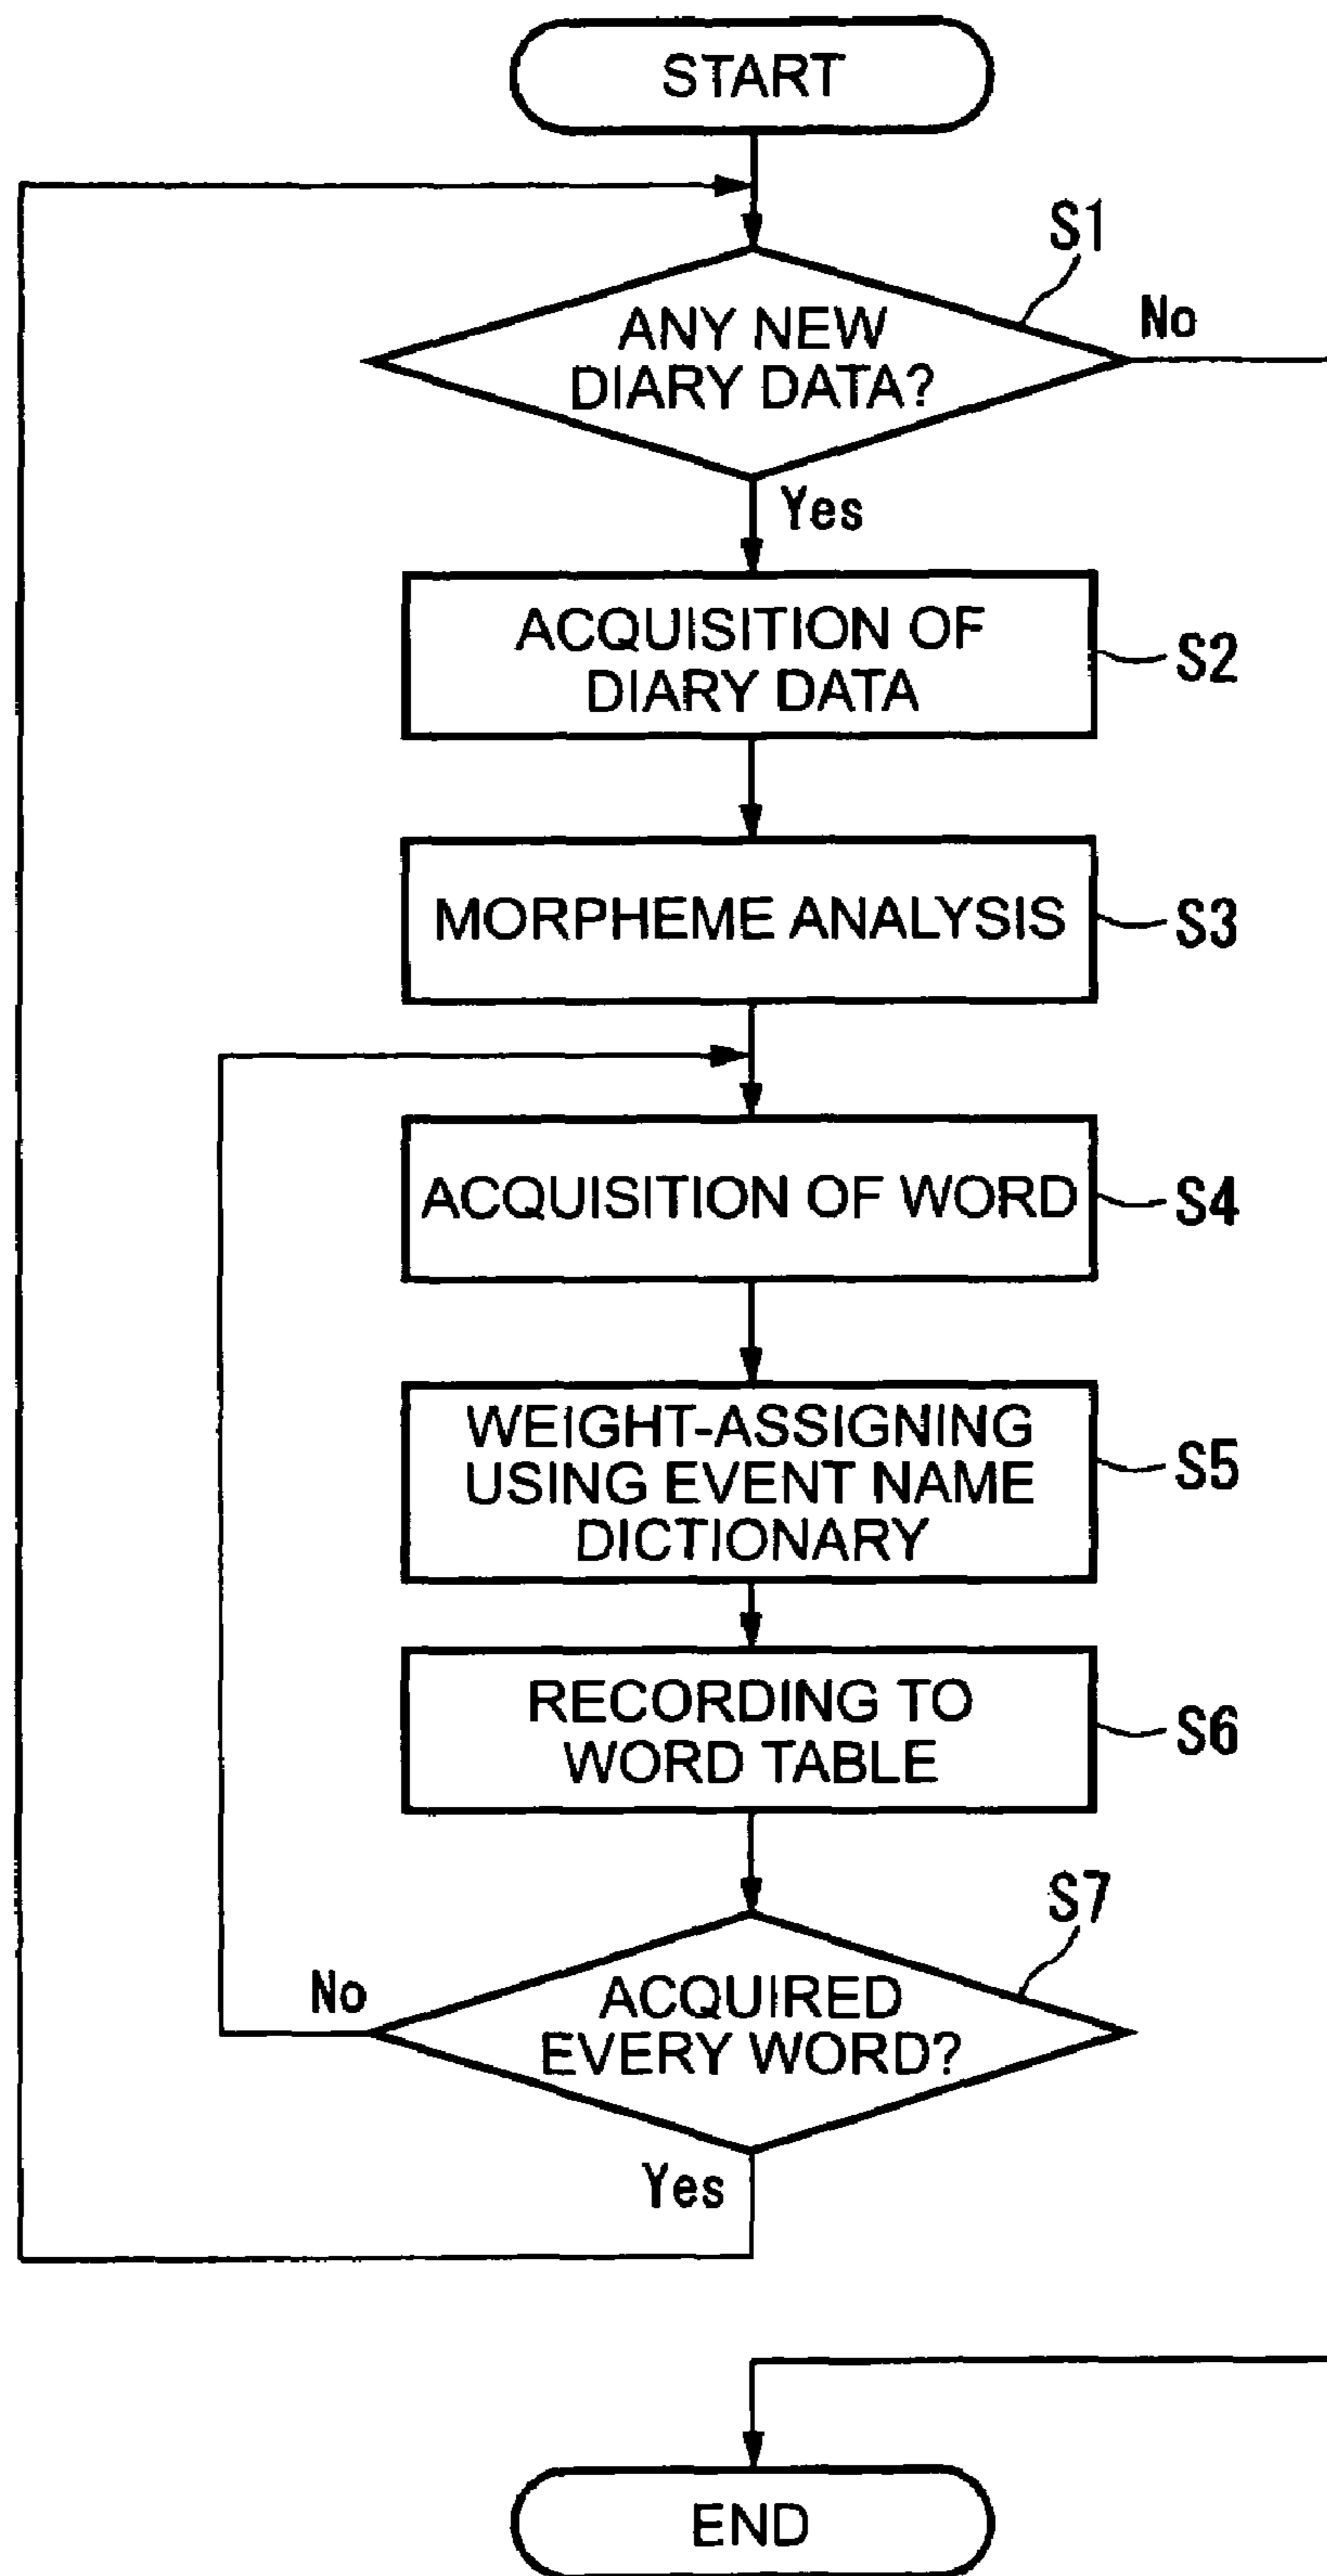 START
S1
ANY NEW
DIARY DATA?
No
Yes
ACQUISITION OF
DIARY DATA
S2
MORPHEME ANALYSIS
S3
ACQUISITION OF WORD
S4
WEIGHT-ASSIGNING
USING EVENT NAME
DICTIONARY
S5
RECORDING TO
WORD TABLE
S6
S7
No
ACQUIRED
EVERY WORD?
Yes
END